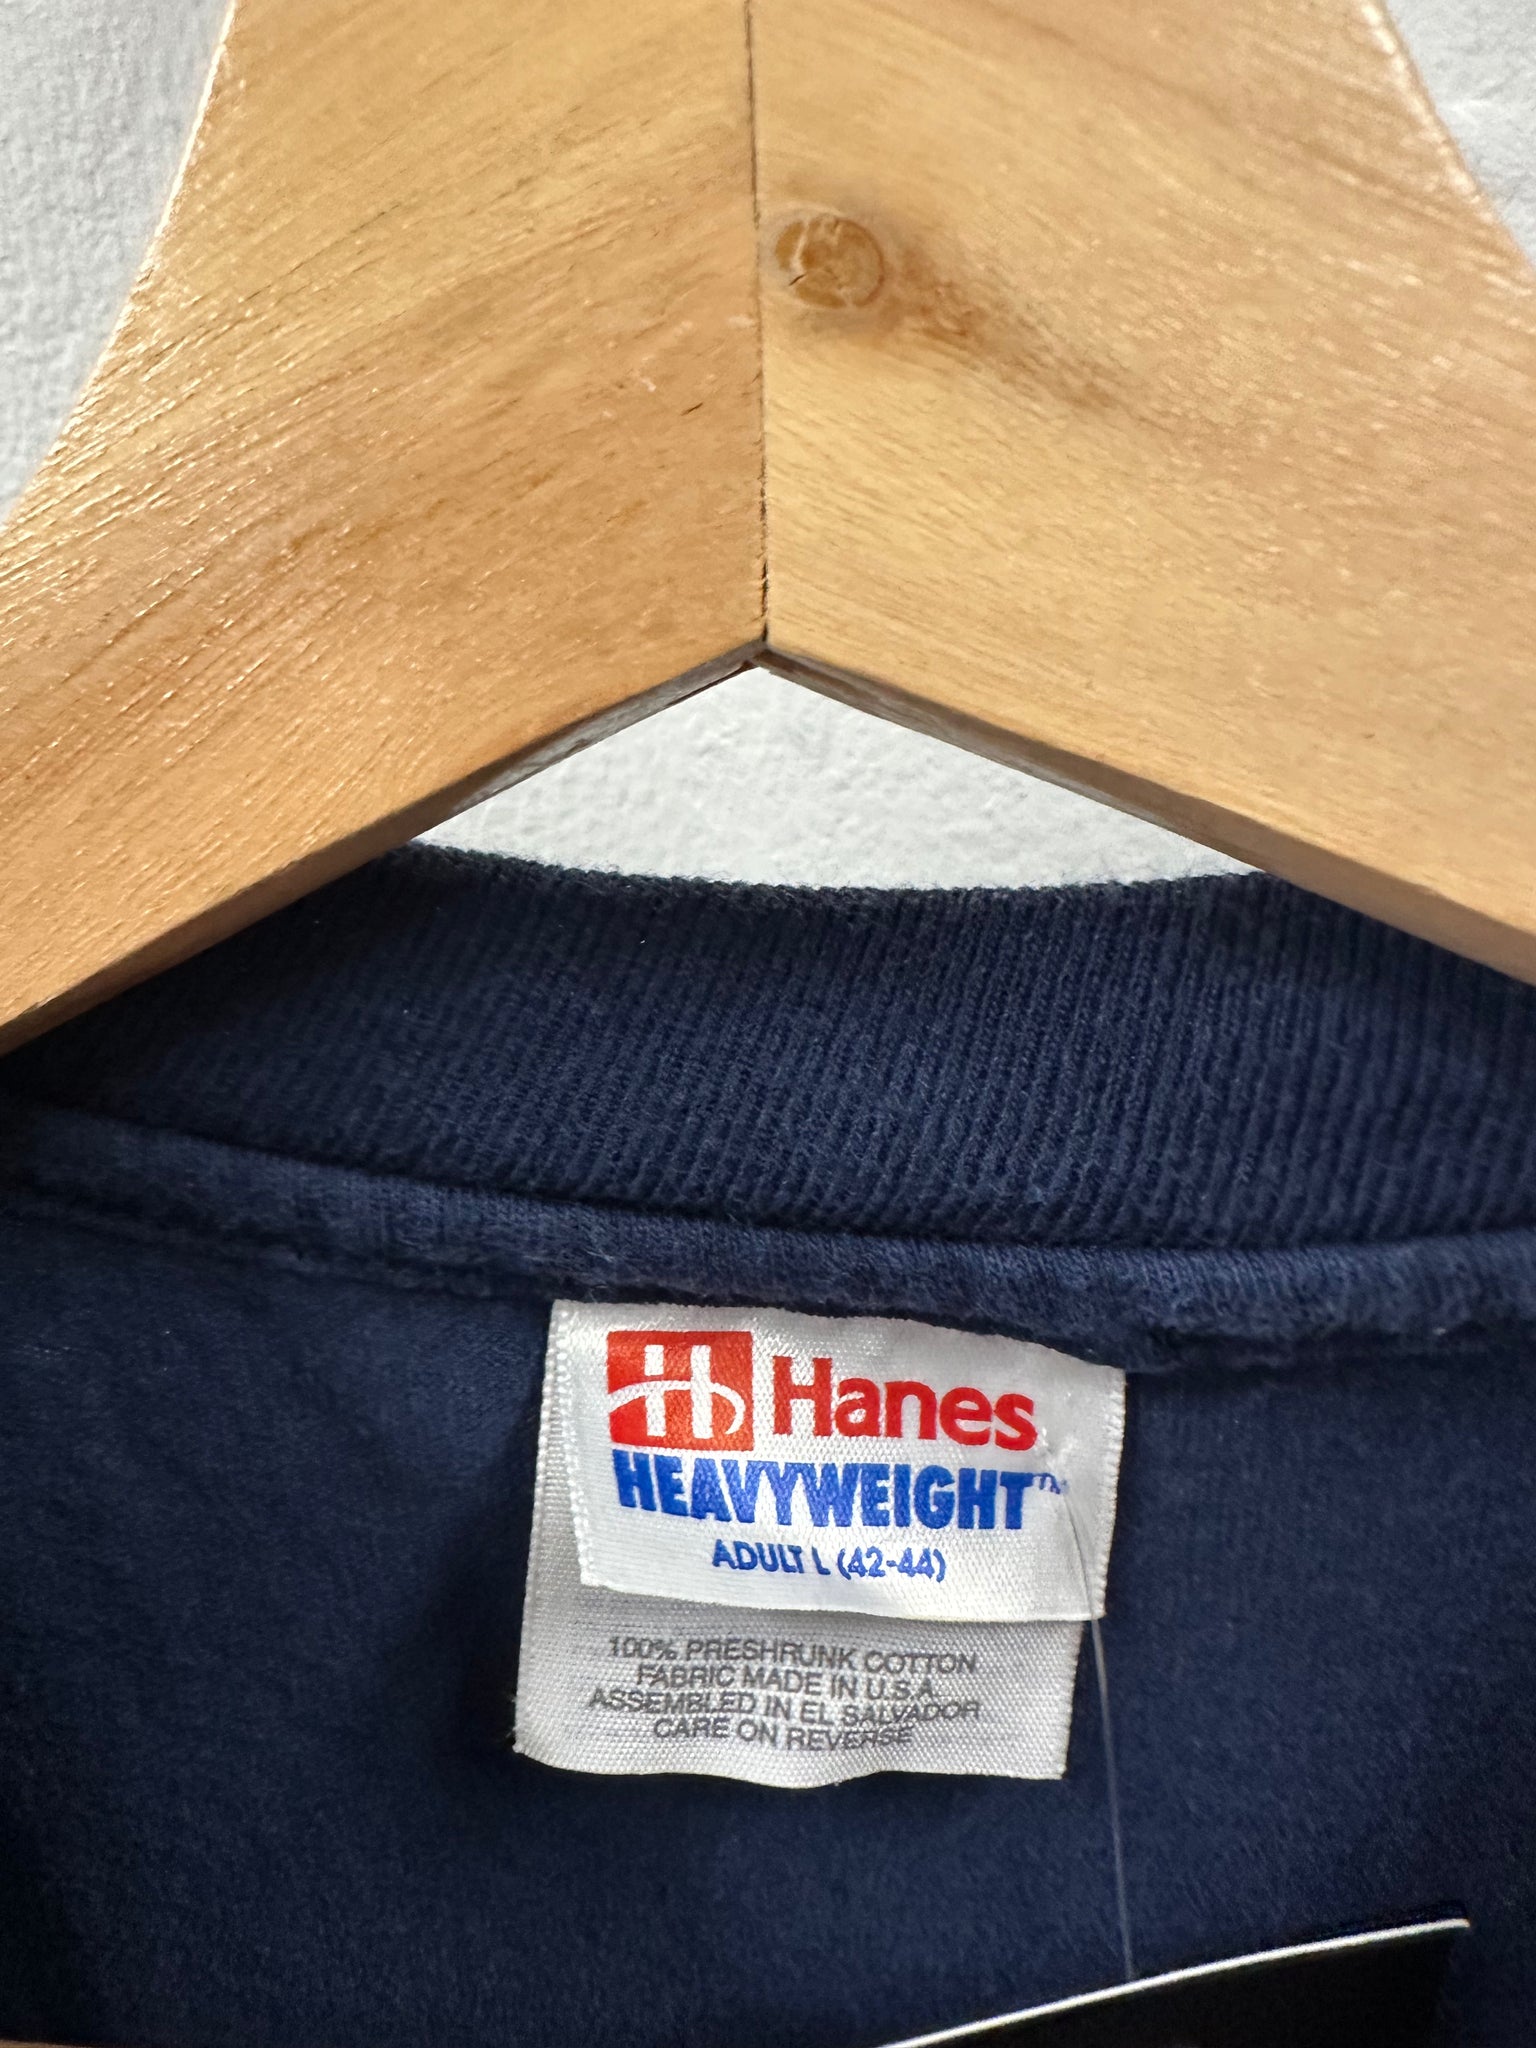 Hanes
HEAVYWEIGHT™
ADULT L (42-44)
100% PRESHRUNK COTTON
FABRIC MADE IN U.S.A.
ASSEMBLED IN EL SALVADOR
CARE ON REVERSE